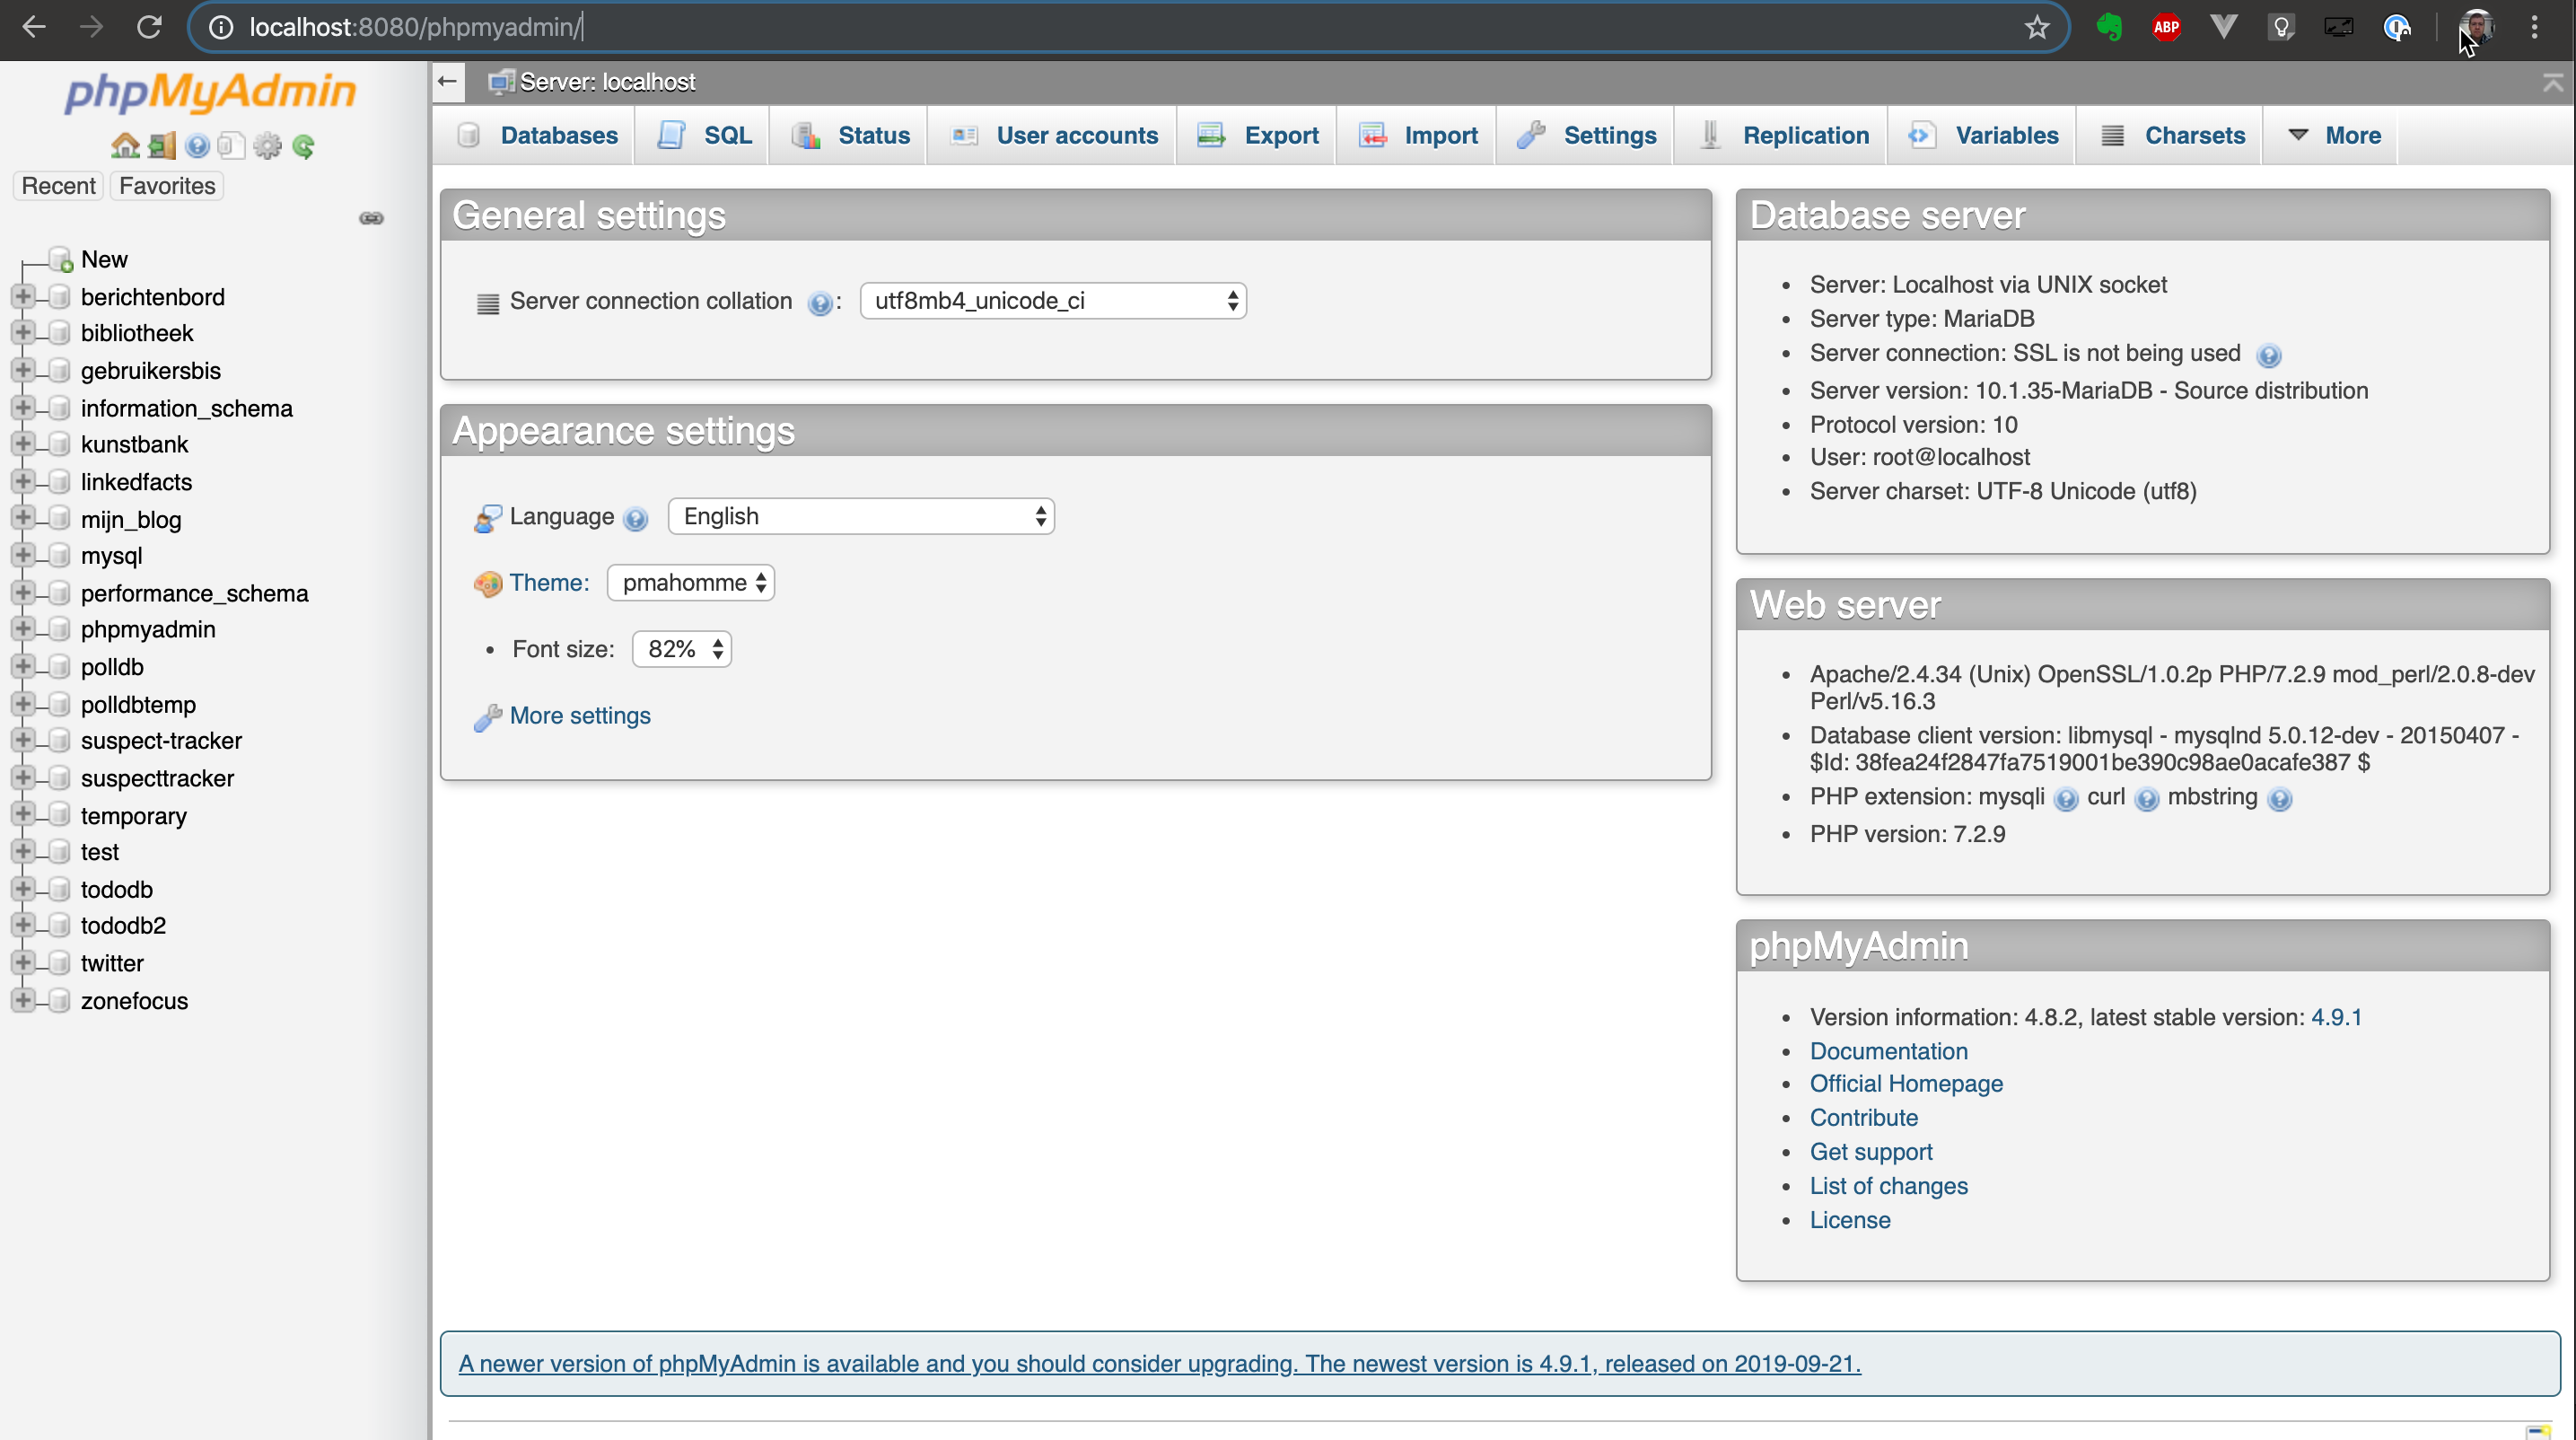 localhost:8080/phpmyadmin/
ABP
phpMyAdmin
Recent Favorites
New
berichtenbord
bibliotheek
gebruikersbis
information_schema
kunstbank
linkedfacts
mijn_blog
mysql
performance_schema
phpmyadmin
polldb
polldbtemp
suspect-tracker
suspecttracker
temporary
test
tododb
tododb2
twitter
zonefocus
Server: localhost
Databases SQL Status User accounts Export Import Settings Replication Variables Charsets More
General settings
Server connection collation : utf8mb4_unicode_ci
Appearance settings
Language English
Theme: pmahomme
• Font size: 82%
More settings
Database server
• Server: Localhost via UNIX socket
• Server type: MariaDB
• Server connection: SSL is not being used
• Server version: 10.1.35-MariaDB - Source distribution
• Protocol version: 10
• User: root@localhost
• Server charset: UTF-8 Unicode (utf8)
Web server
• Apache/2.4.34 (Unix) OpenSSL/1.0.2p PHP/7.2.9 mod_perl/2.0.8-dev
Perl/v5.16.3
• Database client version: libmysql - mysqlnd 5.0.12-dev - 20150407 -
$Id: 38fea24f2847fa7519001be390c98ae0acafe387 $
• PHP extension: mysqli curl mbstring
• PHP version: 7.2.9
phpMyAdmin
• Version information: 4.8.2, latest stable version: 4.9.1
• Documentation
• Official Homepage
• Contribute
• Get support
• List of changes
• License
A newer version of phpMyAdmin is available and you should consider upgrading. The newest version is 4.9.1, released on 2019-09-21.